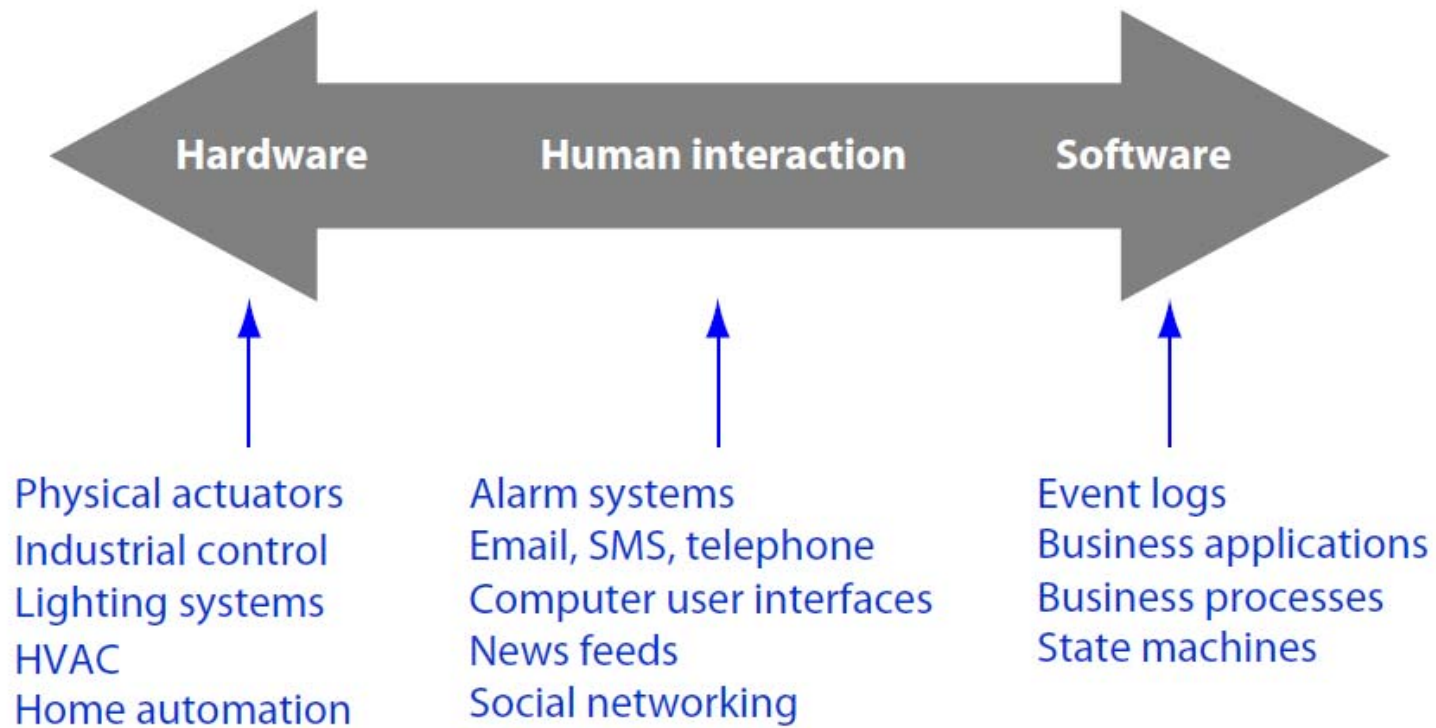 Hardware
Human interaction
Software
Physical actuators
Industrial control
Lighting systems
HVAC
Home automation
Alarm systems
Email, SMS, telephone
Computer user interfaces
News feeds
Social networking
Event logs
Business applications
Business processes
State machines